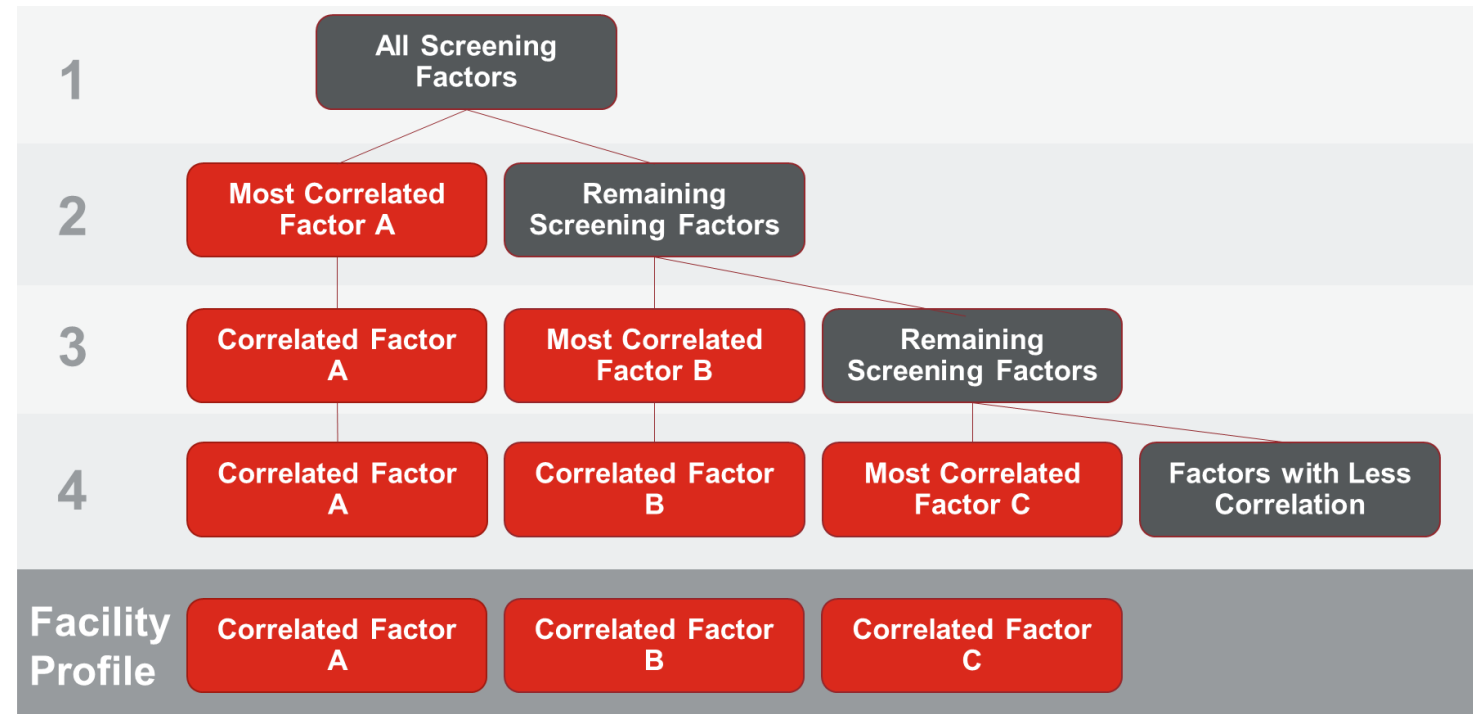 1
All Screening
Factors
2
Most Correlated
Factor A
Remaining
Screening Factors
3
Correlated Factor
A
Most Correlated
Factor B
Remaining
Screening Factors
4
Correlated Factor
A
Correlated Factor
B
Most Correlated
Factor C
Factors with Less
Correlation
Facility
Profile
Correlated Factor
A
Correlated Factor
B
Correlated Factor
C